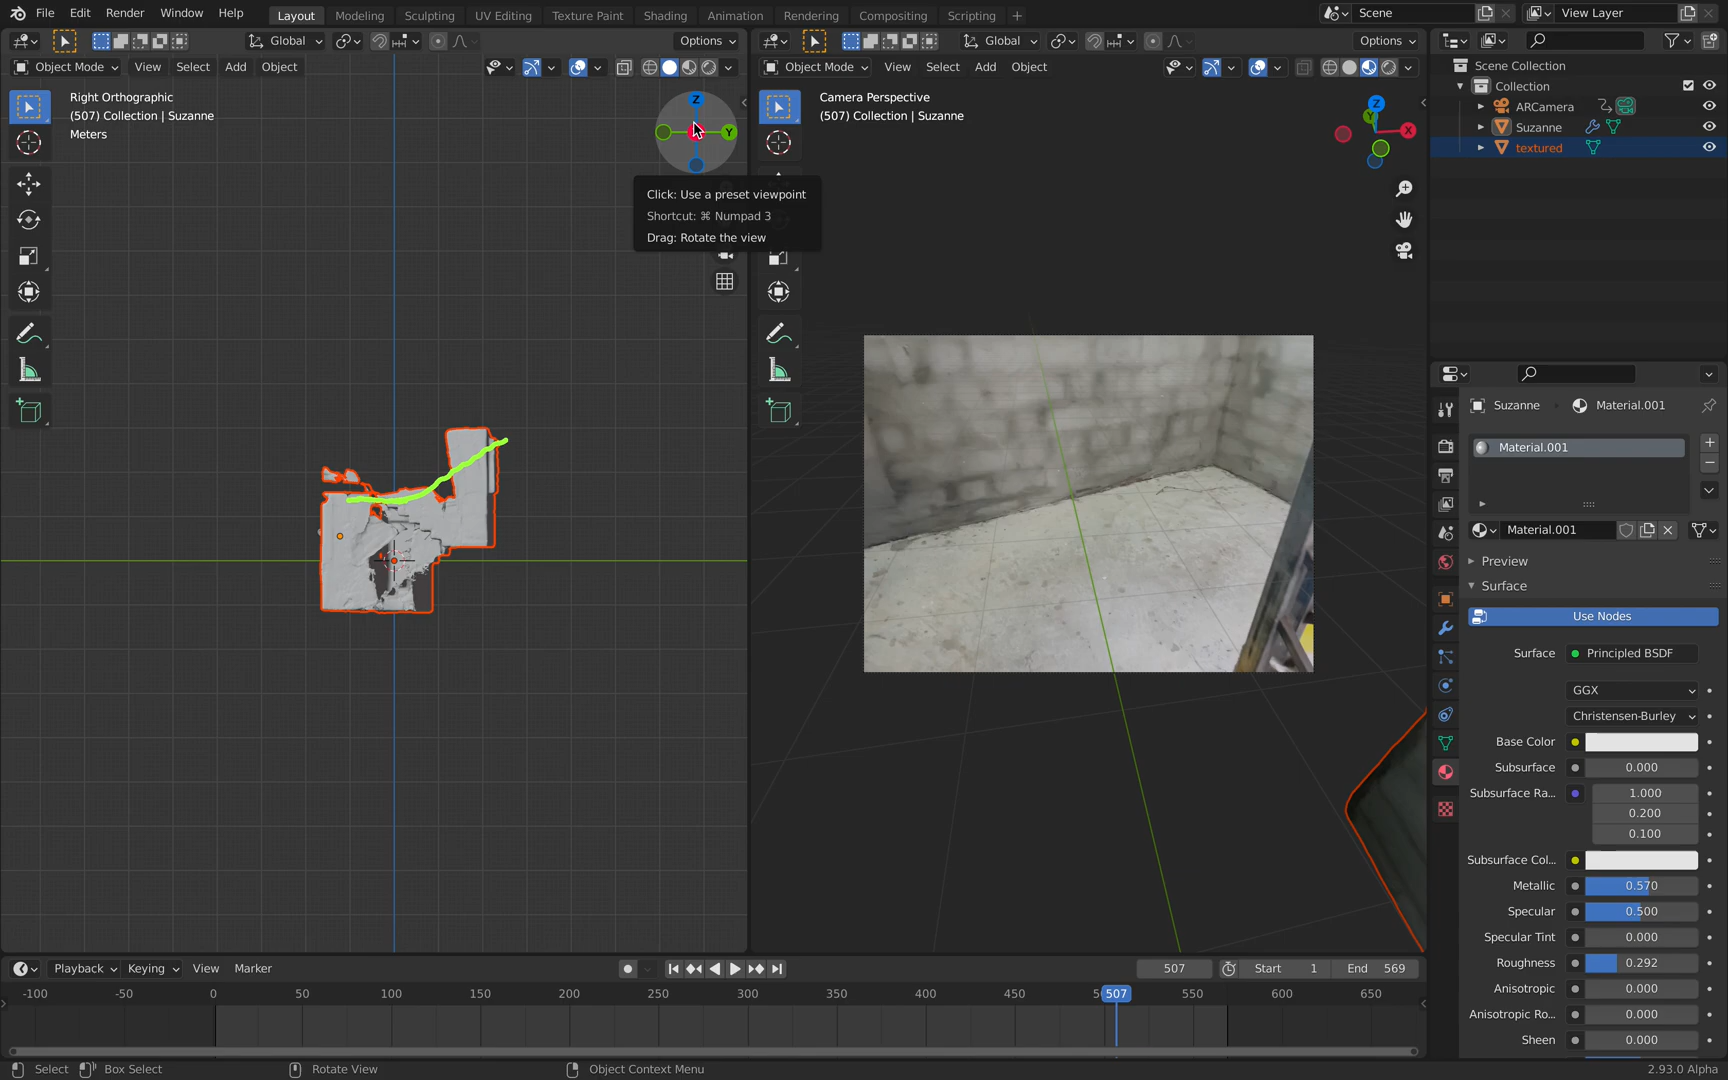 File Edit Render Window Help Layout Modeling Sculpting UV Editing Texture Paint Shading Animation Rendering Compositing Scripting + Scene View Layer
Global Options Global Options
Object Mode View Select Add Object Object Mode View Select Add Object
Scene Collection
Collection
ARCamera
Suzanne
textured
Right Orthographic
(507) Collection | Suzanne
Meters
Z
Y
Click: Use a preset viewpoint
Shortcut: ⌘ Numpad 3
Drag: Rotate the view
Camera Perspective
(507) Collection | Suzanne
Z
Y
X
Suzanne Material.001
Material.001
Material.001
Preview
Surface
Use Nodes
Surface Principled BSDF
GGX
Christensen-Burley
Base Color
Subsurface 0.000
Subsurface Ra... 1.000
0.200
0.100
Subsurface Col...
Metallic 0.570
Specular 0.500
Specular Tint 0.000
Roughness 0.292
Anisotropic 0.000
Anisotropic Ro... 0.000
Sheen 0.000
Playback Keying View Marker 507 Start 1 End 569
-100 -50 0 50 100 150 200 250 300 350 400 450 507 550 600 650
Select Box Select Rotate View Object Context Menu 2.93.0 Alpha